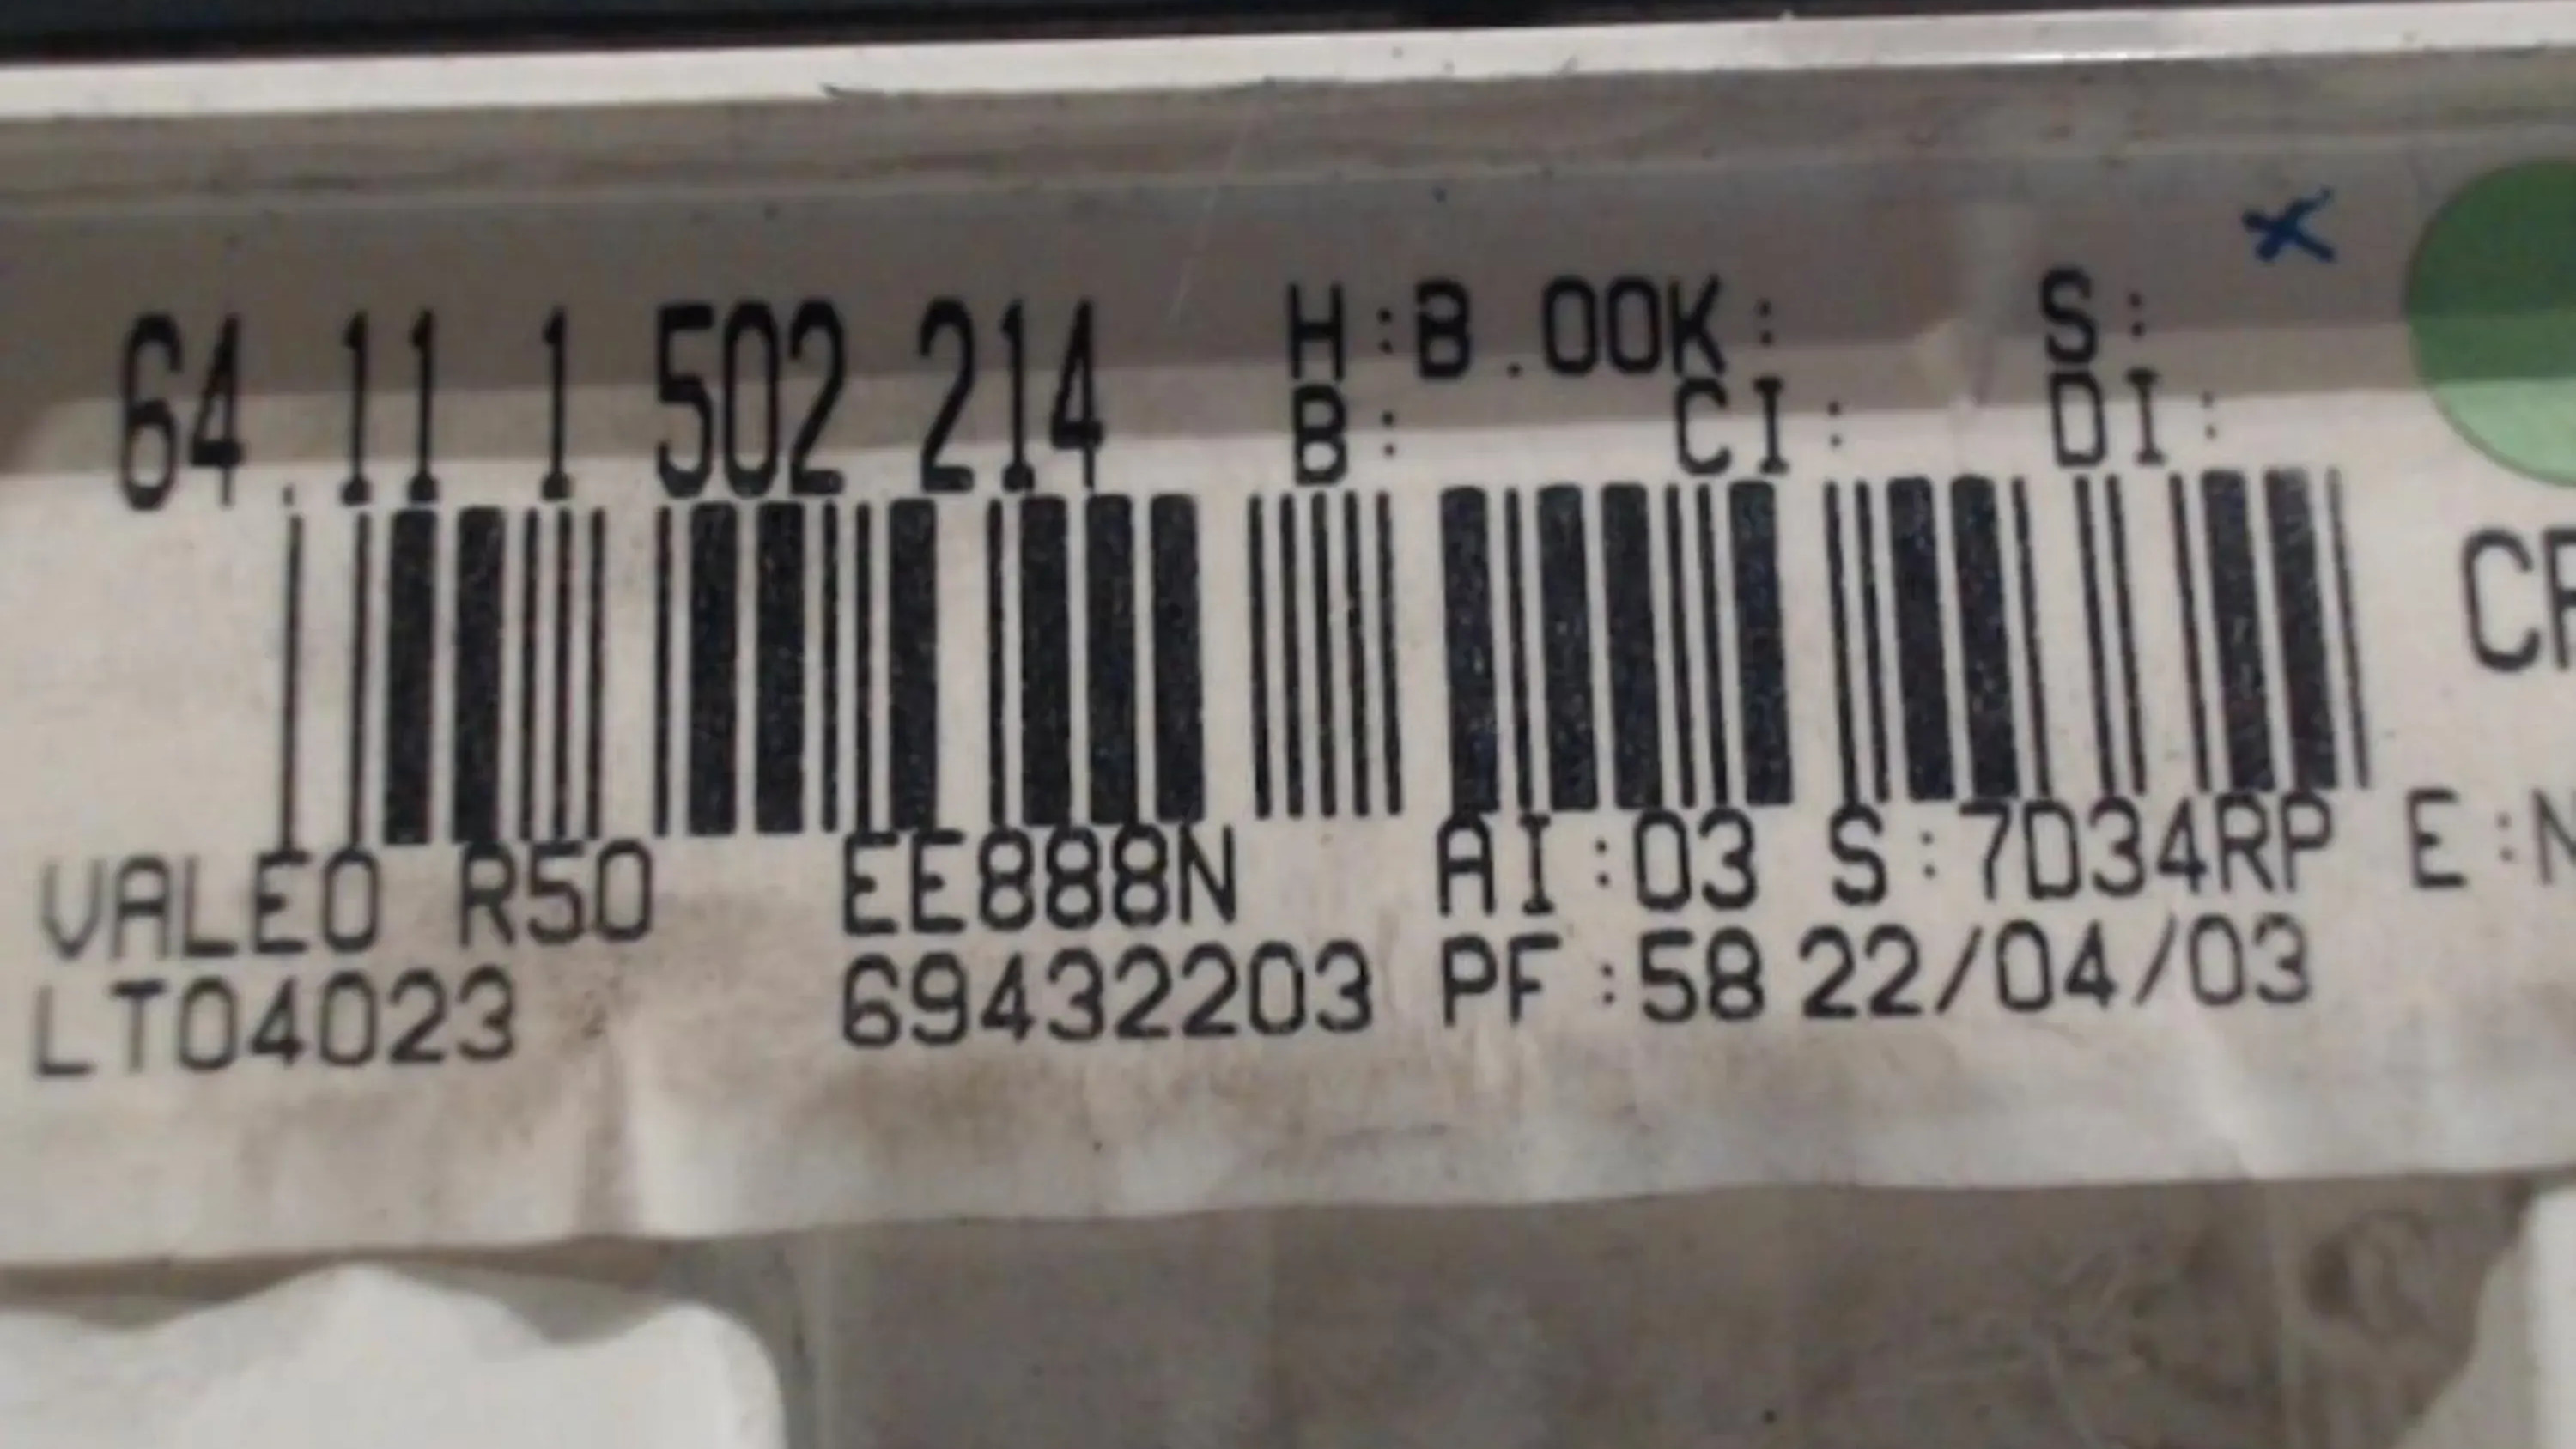 64.11 1 502 214 H:B.00K: S:
B: CI: DI:
VALEO R50 EE888N AI:03 S:7D34RP E:
LT04023 69432203 PF:58 22/04/03